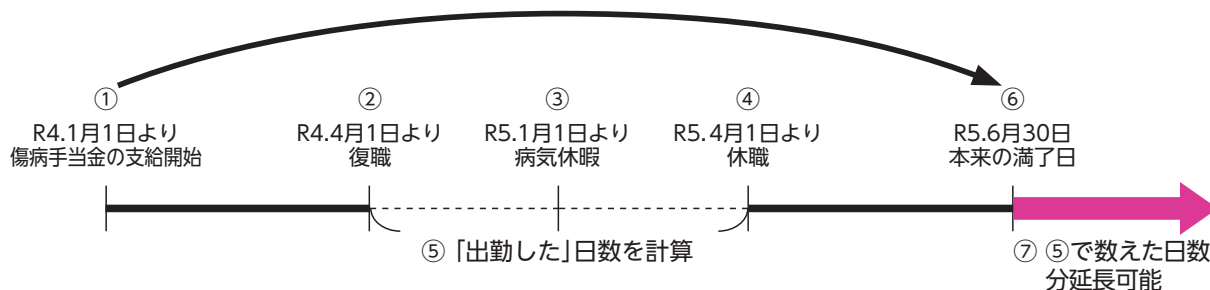 ①
R4.1月1日より
傷病手当金の支給開始
②
R4.4月1日より
復職
③
R5.1月1日より
病気休暇
④
R5.4月1日より
休職
⑥
R5.6月30日
本来の満了日
⑤「出勤した」日数を計算
⑦ ⑤で数えた日数
分延長可能